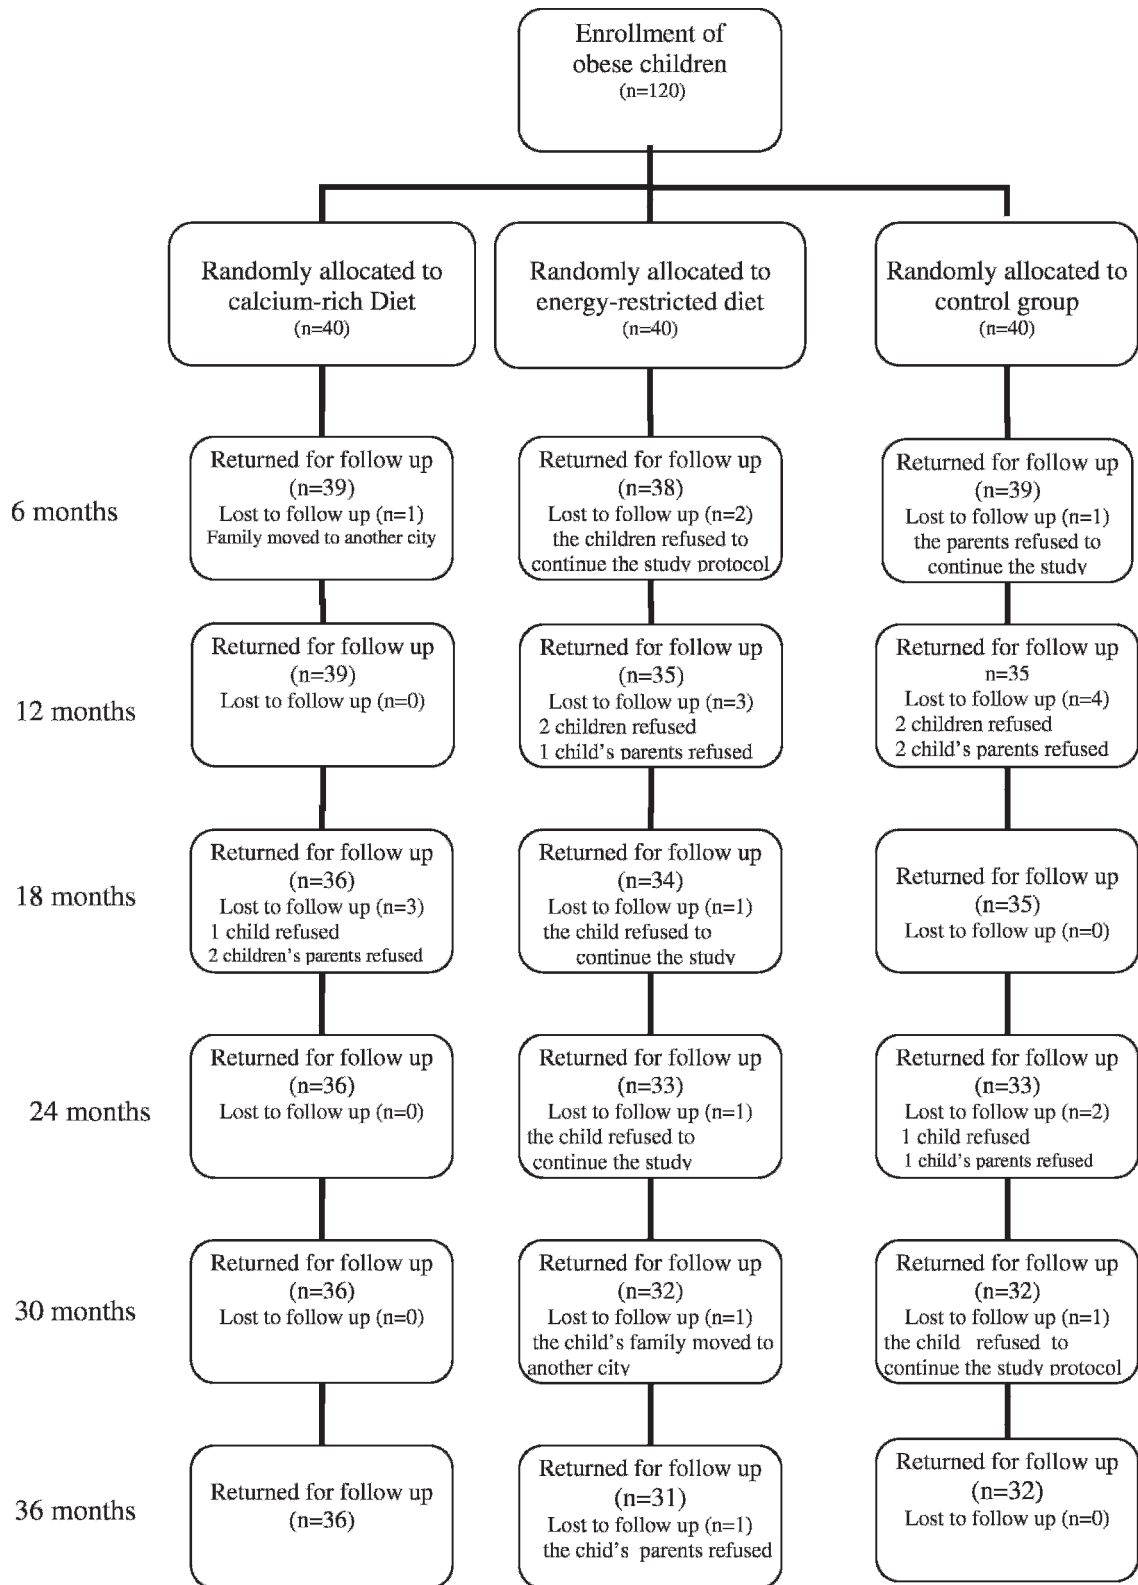 Enrollment of
obese children
(n=120)
Randomly allocated to
calcium-rich Diet
(n=40)
Randomly allocated to
energy-restricted diet
(n=40)
Randomly allocated to
control group
(n=40)
6 months
Returned for follow up
(n=39)
Lost to follow up (n=1)
Family moved to another city
Returned for follow up
(n=38)
Lost to follow up (n=2)
the children refused to
continue the study protocol
Returned for follow up
(n=39)
Lost to follow up (n=1)
the parents refused to
continue the study
12 months
Returned for follow up
(n=39)
Lost to follow up (n=0)
Returned for follow up
(n=35)
Lost to follow up (n=3)
2 children refused
1 child's parents refused
Returned for follow up
n=35
Lost to follow up (n=4)
2 children refused
2 child's parents refused
18 months
Returned for follow up
(n=36)
Lost to follow up (n=3)
1 child refused
2 children's parents refused
Returned for follow up
(n=34)
Lost to follow up (n=1)
the child refused to
continue the study
Returned for follow up
(n=35)
Lost to follow up (n=0)
24 months
Returned for follow up
(n=36)
Lost to follow up (n=0)
Returned for follow up
(n=33)
Lost to follow up (n=1)
the child refused to
continue the study
Returned for follow up
(n=33)
Lost to follow up (n=2)
1 child refused
1 child's parents refused
30 months
Returned for follow up
(n=36)
Lost to follow up (n=0)
Returned for follow up
(n=32)
Lost to follow up (n=1)
the child's family moved to
another city
Returned for follow up
(n=32)
Lost to follow up (n=1)
the child refused to
continue the study protocol
36 months
Returned for follow up
(n=36)
Returned for follow up
(n=31)
Lost to follow up (n=1)
the chid's parents refused
Returned for follow up
(n=32)
Lost to follow up (n=0)